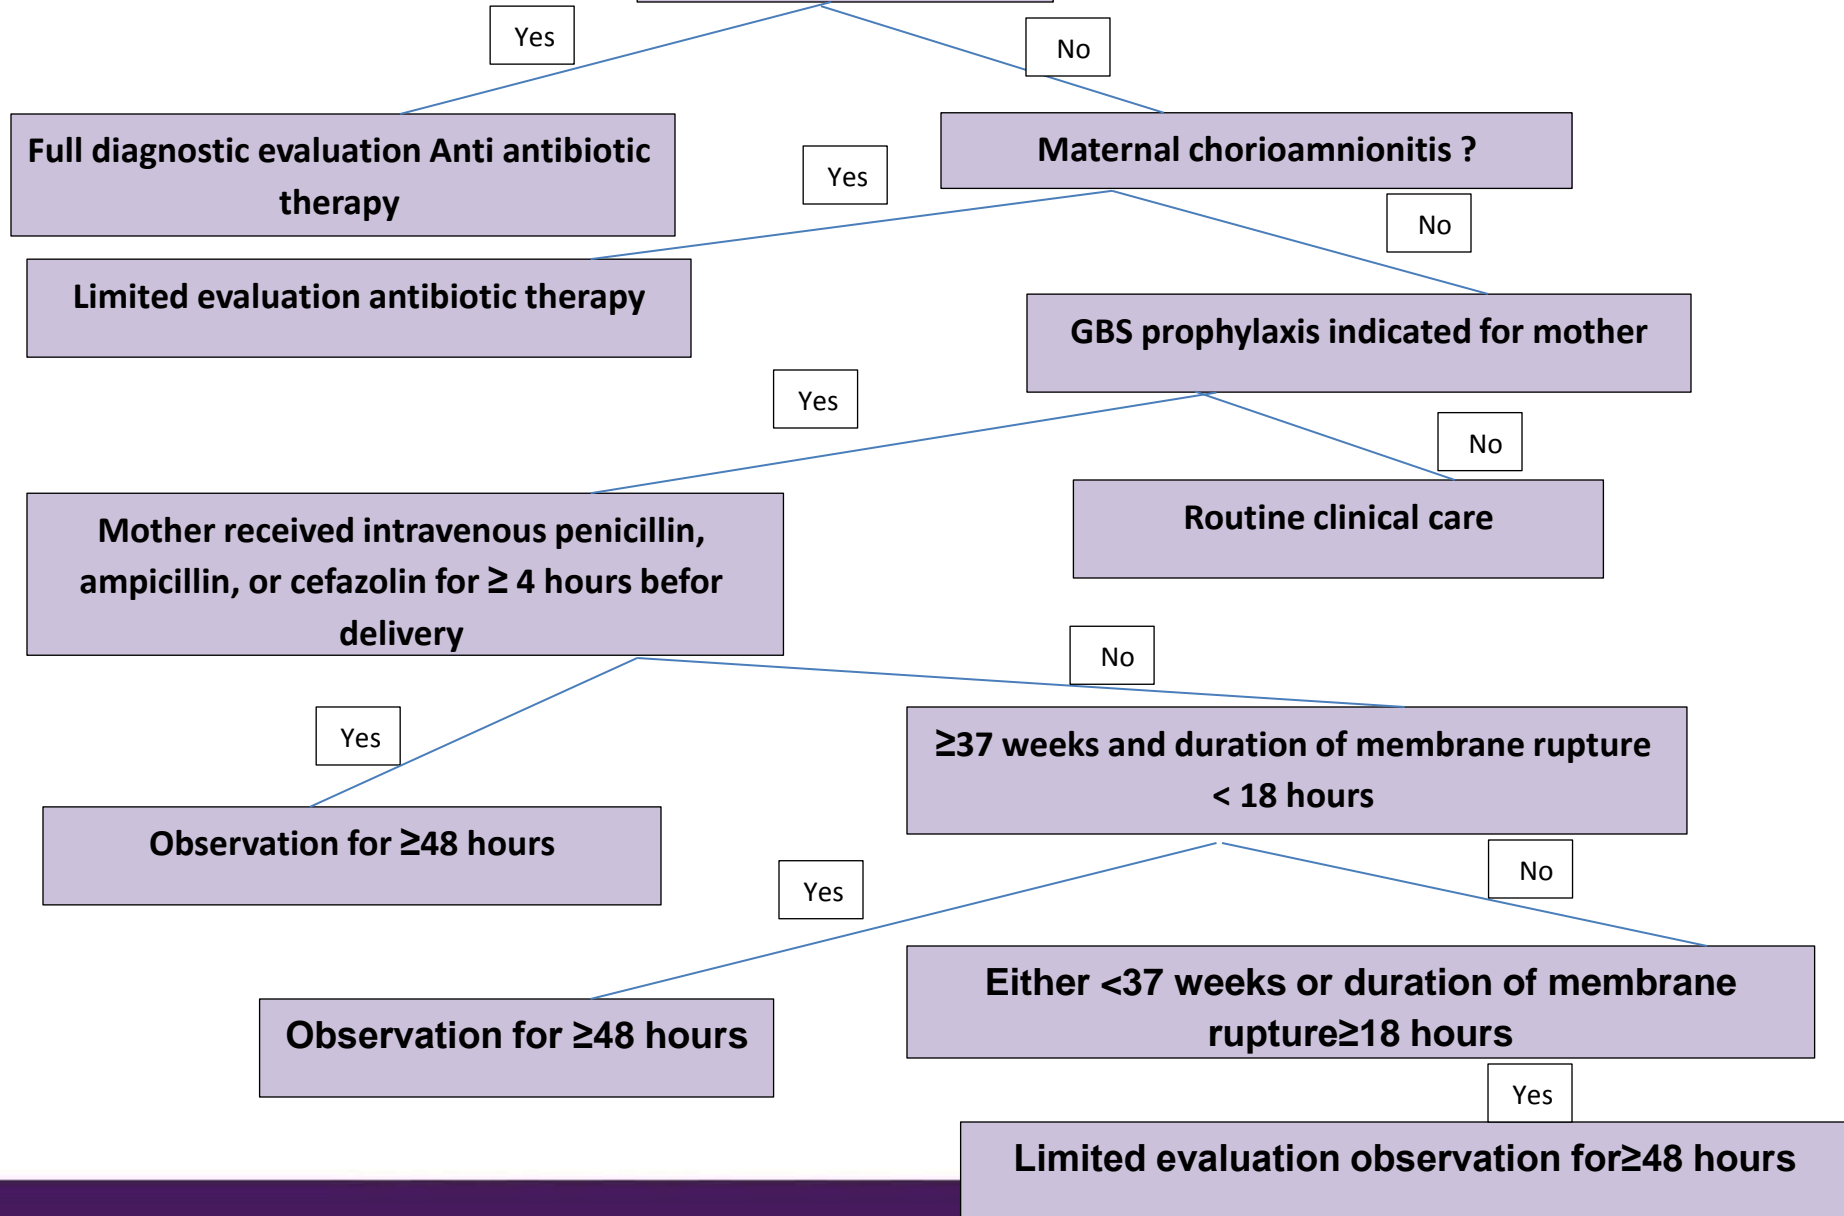 Yes
No
Full diagnostic evaluation Anti antibiotic
therapy
Maternal chorioamnionitis ?
Yes
No
Limited evaluation antibiotic therapy
GBS prophylaxis indicated for mother
Yes
No
Mother received intravenous penicillin,
ampicillin, or cefazolin for ≥ 4 hours befor
delivery
Routine clinical care
No
Yes
≥37 weeks and duration of membrane rupture
< 18 hours
Observation for ≥48 hours
Yes
No
Either <37 weeks or duration of membrane
rupture≥18 hours
Observation for ≥48 hours
Yes
Limited evaluation observation for≥48 hours